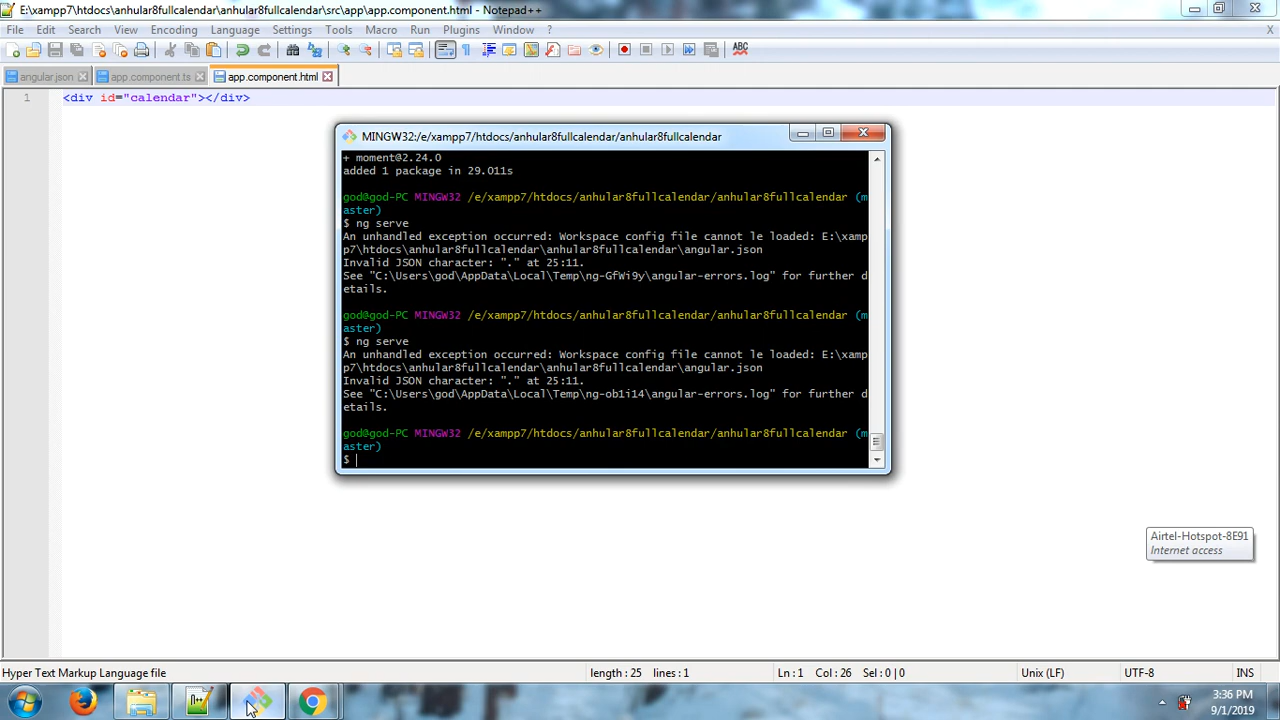 E:\xampp7\htdocs\anhular8fullcalendar\anhular8fullcalendar\src\app\app.component.html - Notepad++
File Edit Search View Encoding Language Settings Tools Macro Run Plugins Window ? X
angular.json app.component.ts app.component.html
1 <div id="calendar"></div>
MINGW32:/e/xampp7/htdocs/anhular8fullcalendar/anhular8fullcalendar
+ moment@2.24.0
added 1 package in 29.011s
god@god-PC MINGW32 /e/xampp7/htdocs/anhular8fullcalendar/anhular8fullcalendar (m
aster)
$ ng serve
An unhandled exception occurred: Workspace config file cannot le loaded: E:\xamp
p7\htdocs\anhular8fullcalendar\anhular8fullcalendar\angular.json
Invalid JSON character: "." at 25:11.
See "C:\Users\god\AppData\Local\Temp\ng-GfWi9y\angular-errors.log" for further d
etails.
god@god-PC MINGW32 /e/xampp7/htdocs/anhular8fullcalendar/anhular8fullcalendar (m
aster)
$ ng serve
An unhandled exception occurred: Workspace config file cannot le loaded: E:\xamp
p7\htdocs\anhular8fullcalendar\anhular8fullcalendar\angular.json
Invalid JSON character: "." at 25:11.
See "C:\Users\god\AppData\Local\Temp\ng-ob1i14\angular-errors.log" for further d
etails.
god@god-PC MINGW32 /e/xampp7/htdocs/anhular8fullcalendar/anhular8fullcalendar (m
aster)
$
Airtel-Hotspot-8E91
Internet access
Hyper Text Markup Language file length : 25 lines : 1 Ln : 1 Col : 26 Sel : 0 | 0 Unix (LF) UTF-8 INS
3:36 PM
9/1/2019